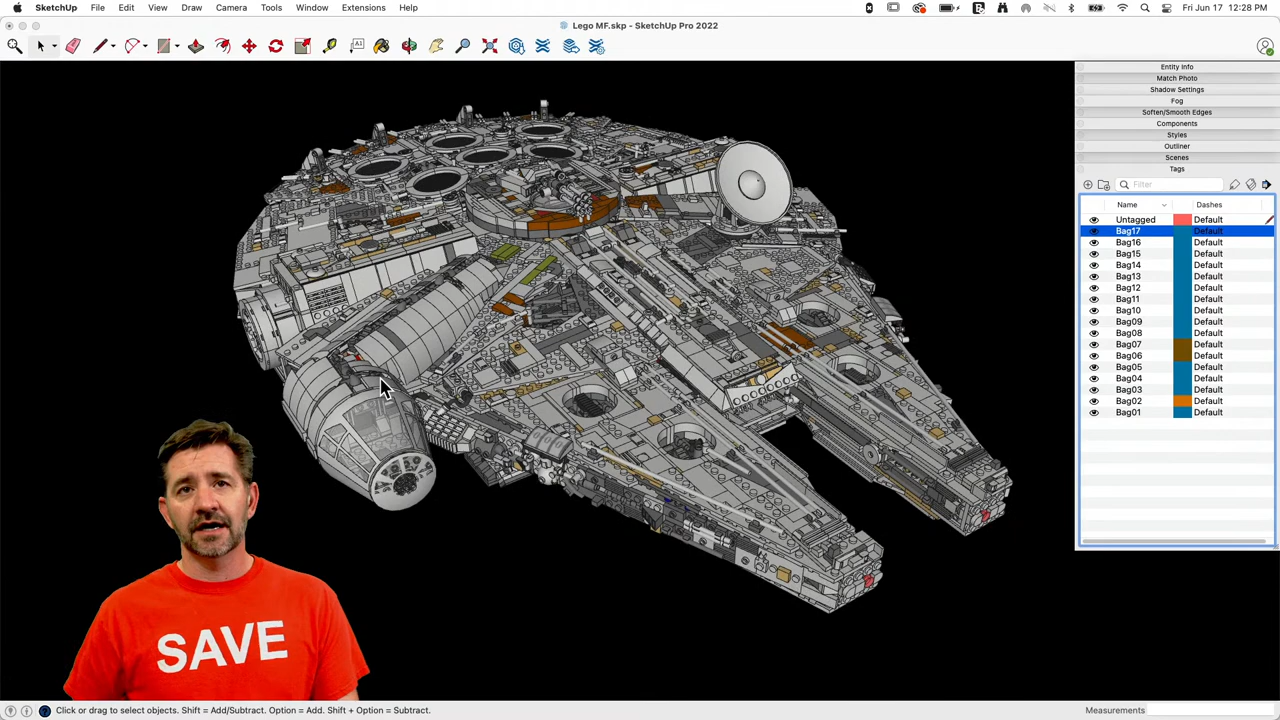 SketchUp File Edit View Draw Camera Tools Window Extensions Help Fri Jun 17 12:28 PM
Lego MF.skp - SketchUp Pro 2022
Entity Info
Match Photo
Shadow Settings
Fog
Soften/Smooth Edges
Components
Styles
Outliner
Scenes
Tags
Filter
Name Dashes
Untagged Default
Bag17 Default
Bag16 Default
Bag15 Default
Bag14 Default
Bag13 Default
Bag12 Default
Bag11 Default
Bag10 Default
Bag09 Default
Bag08 Default
Bag07 Default
Bag06 Default
Bag05 Default
Bag04 Default
Bag03 Default
Bag02 Default
Bag01 Default
SAVE
Click or drag to select objects. Shift = Add/Subtract. Option = Add. Shift + Option = Subtract. Measurements